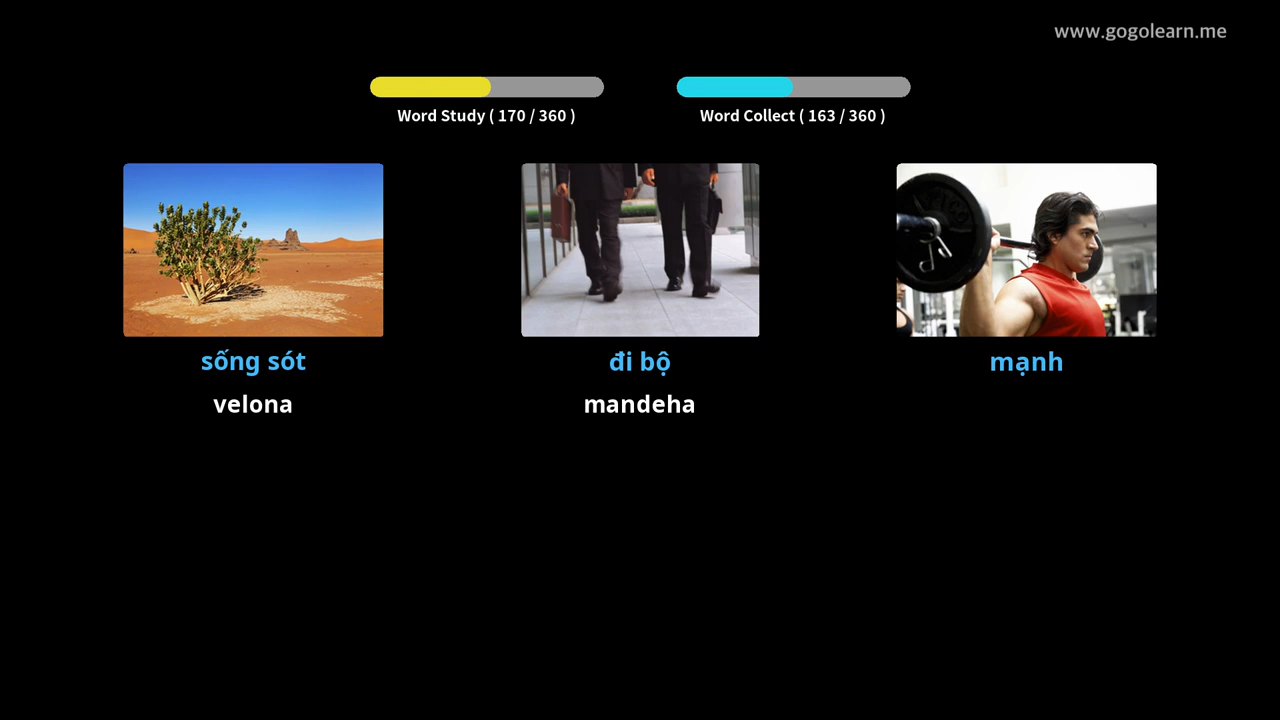 www.gogolearn.me
Word Study ( 170 / 360 )
Word Collect ( 163 / 360 )
sống sót
đi bộ
mạnh
velona
mandeha